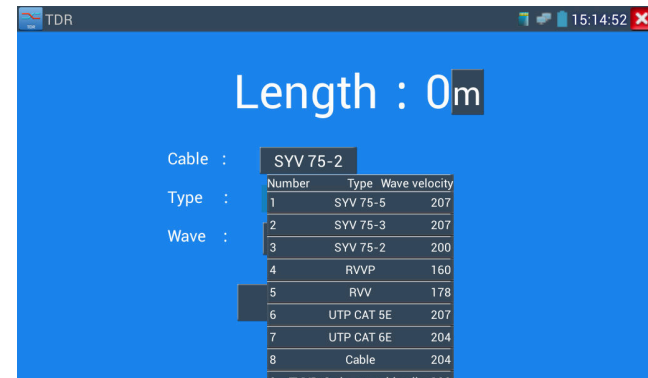 TDR 15:14:52
Length : 0m
Cable : SYV 75-2
Number Type Wave velocity
Type : 1 SYV 75-5 207
2 SYV 75-3 207
Wave : 3 SYV 75-2 200
4 RVVP 160
5 RVV 178
6 UTP CAT 5E 207
7 UTP CAT 6E 204
8 Cable 204